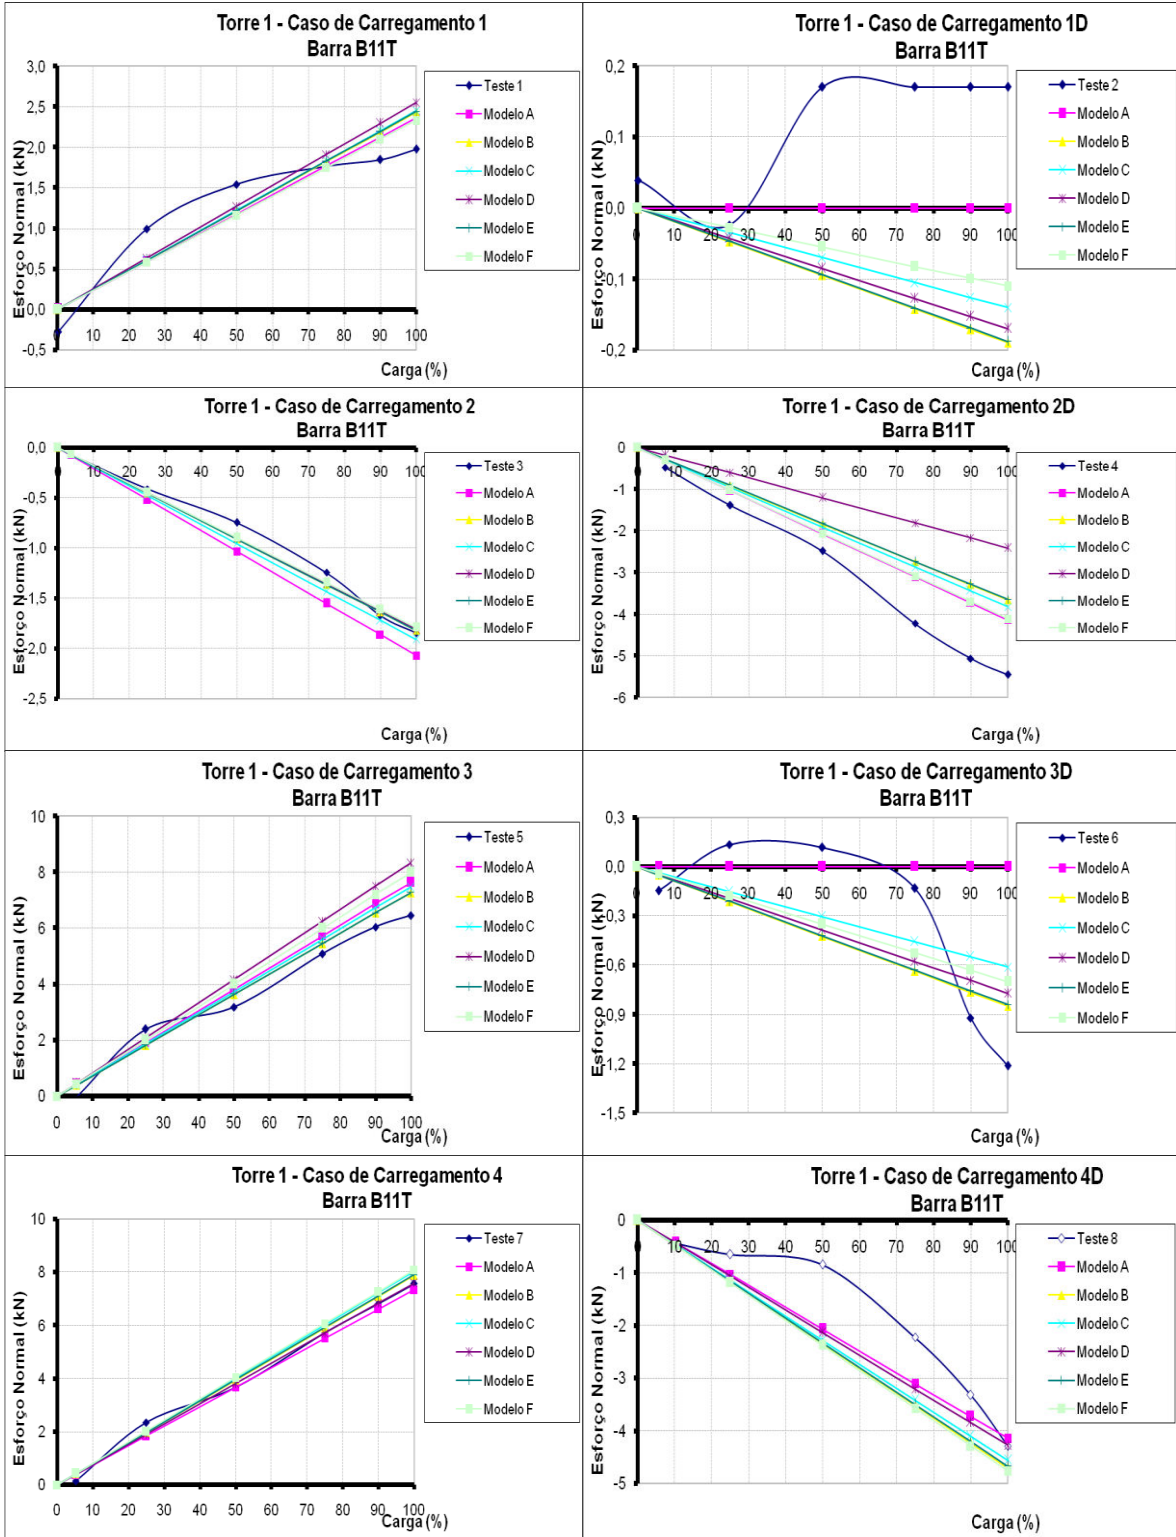 Torre 1 - Caso de Carregamento 1
Barra B11T
Esforço Normal (kN)
3,0
2,5
2,0
1,5
1,0
0,5
0,0
-0,5
0 10 20 30 40 50 60 70 80 90 100
Carga (%)
Teste 1
Modelo A
Modelo B
Modelo C
Modelo D
Modelo E
Modelo F
Torre 1 - Caso de Carregamento 1D
Barra B11T
Esforço Normal (kN)
0,2
0,1
0,0
-0,1
-0,2
0 10 20 30 40 50 60 70 80 90 100
Carga (%)
Teste 2
Modelo A
Modelo B
Modelo C
Modelo D
Modelo E
Modelo F
Torre 1 - Caso de Carregamento 2
Barra B11T
Esforço Normal (kN)
0,0
-0,5
-1,0
-1,5
-2,0
-2,5
0 10 20 30 40 50 60 70 80 90 100
Carga (%)
Teste 3
Modelo A
Modelo B
Modelo C
Modelo D
Modelo E
Modelo F
Torre 1 - Caso de Carregamento 2D
Barra B11T
Esforço Normal (kN)
0
-1
-2
-3
-4
-5
-6
0 10 20 30 40 50 60 70 80 90 100
Carga (%)
Teste 4
Modelo A
Modelo B
Modelo C
Modelo D
Modelo E
Modelo F
Torre 1 - Caso de Carregamento 3
Barra B11T
Esforço Normal (kN)
10
8
6
4
2
0
0 10 20 30 40 50 60 70 80 90 100
Carga (%)
Teste 5
Modelo A
Modelo B
Modelo C
Modelo D
Modelo E
Modelo F
Torre 1 - Caso de Carregamento 3D
Barra B11T
Esforço Normal (kN)
0,3
0,0
-0,3
-0,6
-0,9
-1,2
-1,5
0 10 20 30 40 50 60 70 80 90 100
Carga (%)
Teste 6
Modelo A
Modelo B
Modelo C
Modelo D
Modelo E
Modelo F
Torre 1 - Caso de Carregamento 4
Barra B11T
Esforço Normal (kN)
10
8
6
4
2
0
0 10 20 30 40 50 60 70 80 90 100
Carga (%)
Teste 7
Modelo A
Modelo B
Modelo C
Modelo D
Modelo E
Modelo F
Torre 1 - Caso de Carregamento 4D
Barra B11T
Esforço Normal (kN)
0
-1
-2
-3
-4
-5
0 10 20 30 40 50 60 70 80 90 100
Carga (%)
Teste 8
Modelo A
Modelo B
Modelo C
Modelo D
Modelo E
Modelo F